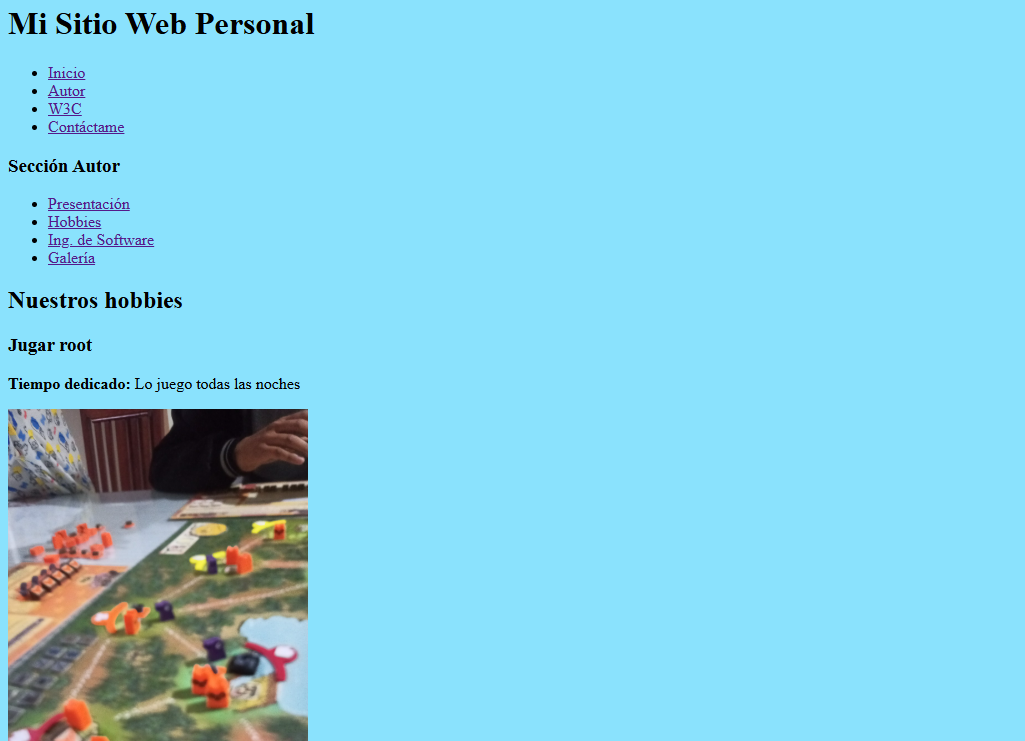 Mi Sitio Web Personal
Inicio
Autor
W3C
Contáctame
Sección Autor
Presentación
Hobbies
Ing. de Software
Galería
Nuestros hobbies
Jugar root
Tiempo dedicado: Lo juego todas las noches